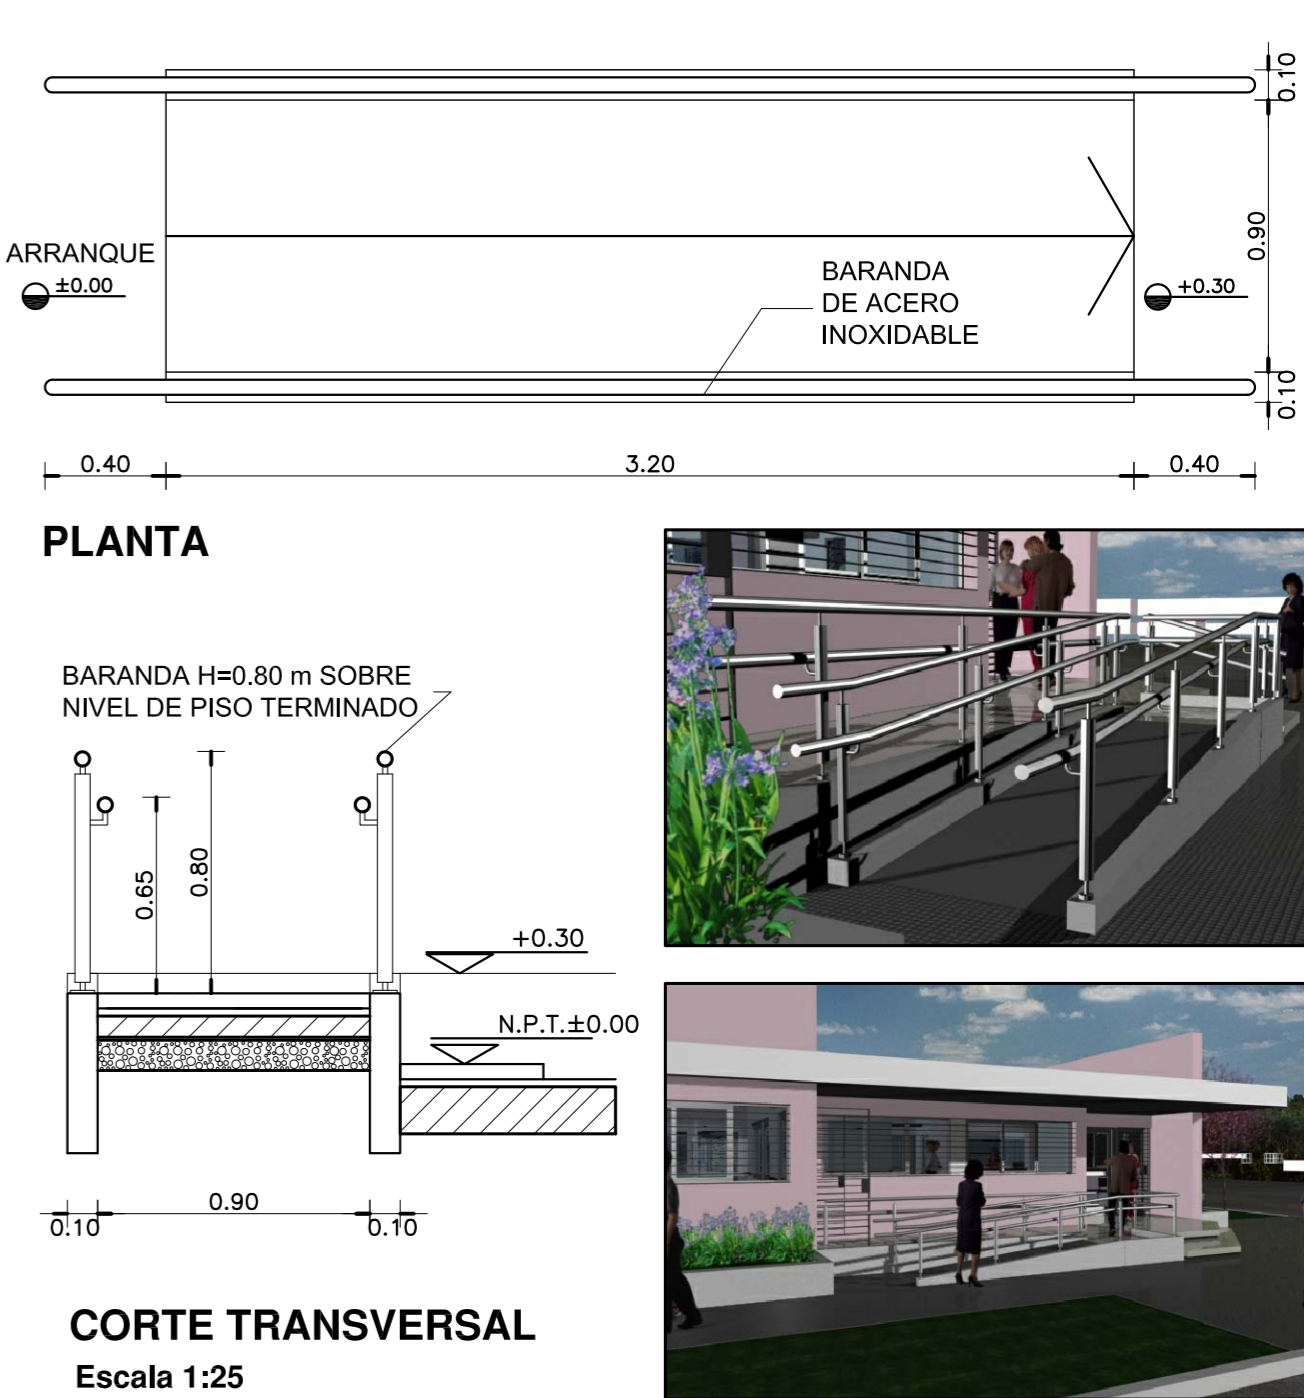 0.10
0.90
ARRANQUE
±0.00
BARANDA
DE ACERO
INOXIDABLE
+0.30
0.10
0.40
3.20
0.40
PLANTA
BARANDA H=0.80 m SOBRE
NIVEL DE PISO TERMINADO
0.65
0.80
+0.30
N.P.T.±0.00
0.10
0.90
0.10
CORTE TRANSVERSAL
Escala 1:25